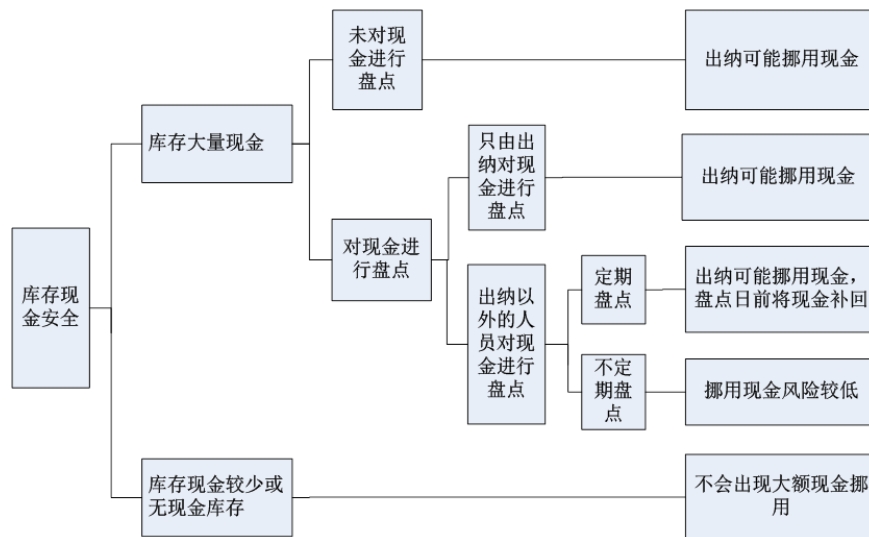 未对现
金进行
盘点
出纳可能挪用现金
库存大量现金
只由出
纳对现
金进行
盘点
出纳可能挪用现金
对现金进
行盘点
库存现
金安全
出纳以
外的人
员对现
金进行
盘点
定期
盘点
出纳可能挪用现金，
盘点日前将现金补回
不定
期盘
点
挪用现金风险较低
库存现金较少或
无现金库存
不会出现大额现金挪
用